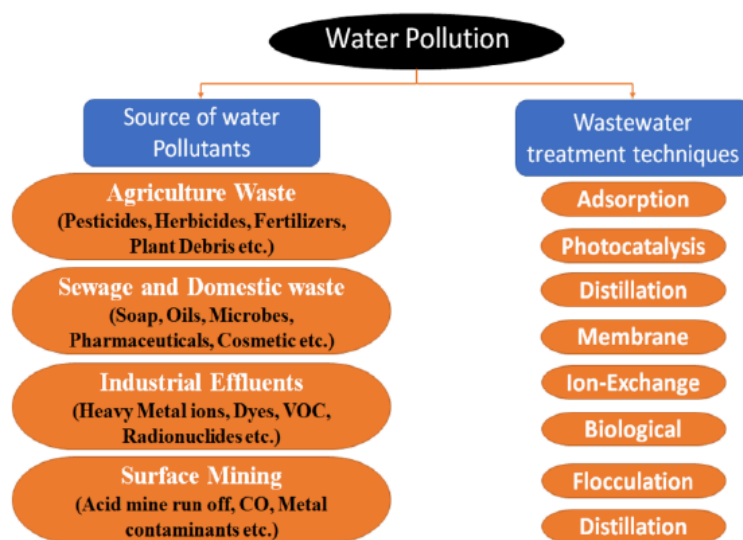 Water Pollution
Source of water
Pollutants
Agriculture Waste
(Pesticides, Herbicides, Fertilizers,
Plant Debris etc.)
Sewage and Domestic waste
(Soap, Oils, Microbes,
Pharmaceuticals, Cosmetic etc.)
Industrial Effluents
(Heavy Metal ions, Dyes, VOC,
Radionuclides etc.)
Surface Mining
(Acid mine run off, CO, Metal
contaminants etc.)
Wastewater
treatment techniques
Adsorption
Photocatalysis
Distillation
Membrane
Ion-Exchange
Biological
Flocculation
Distillation